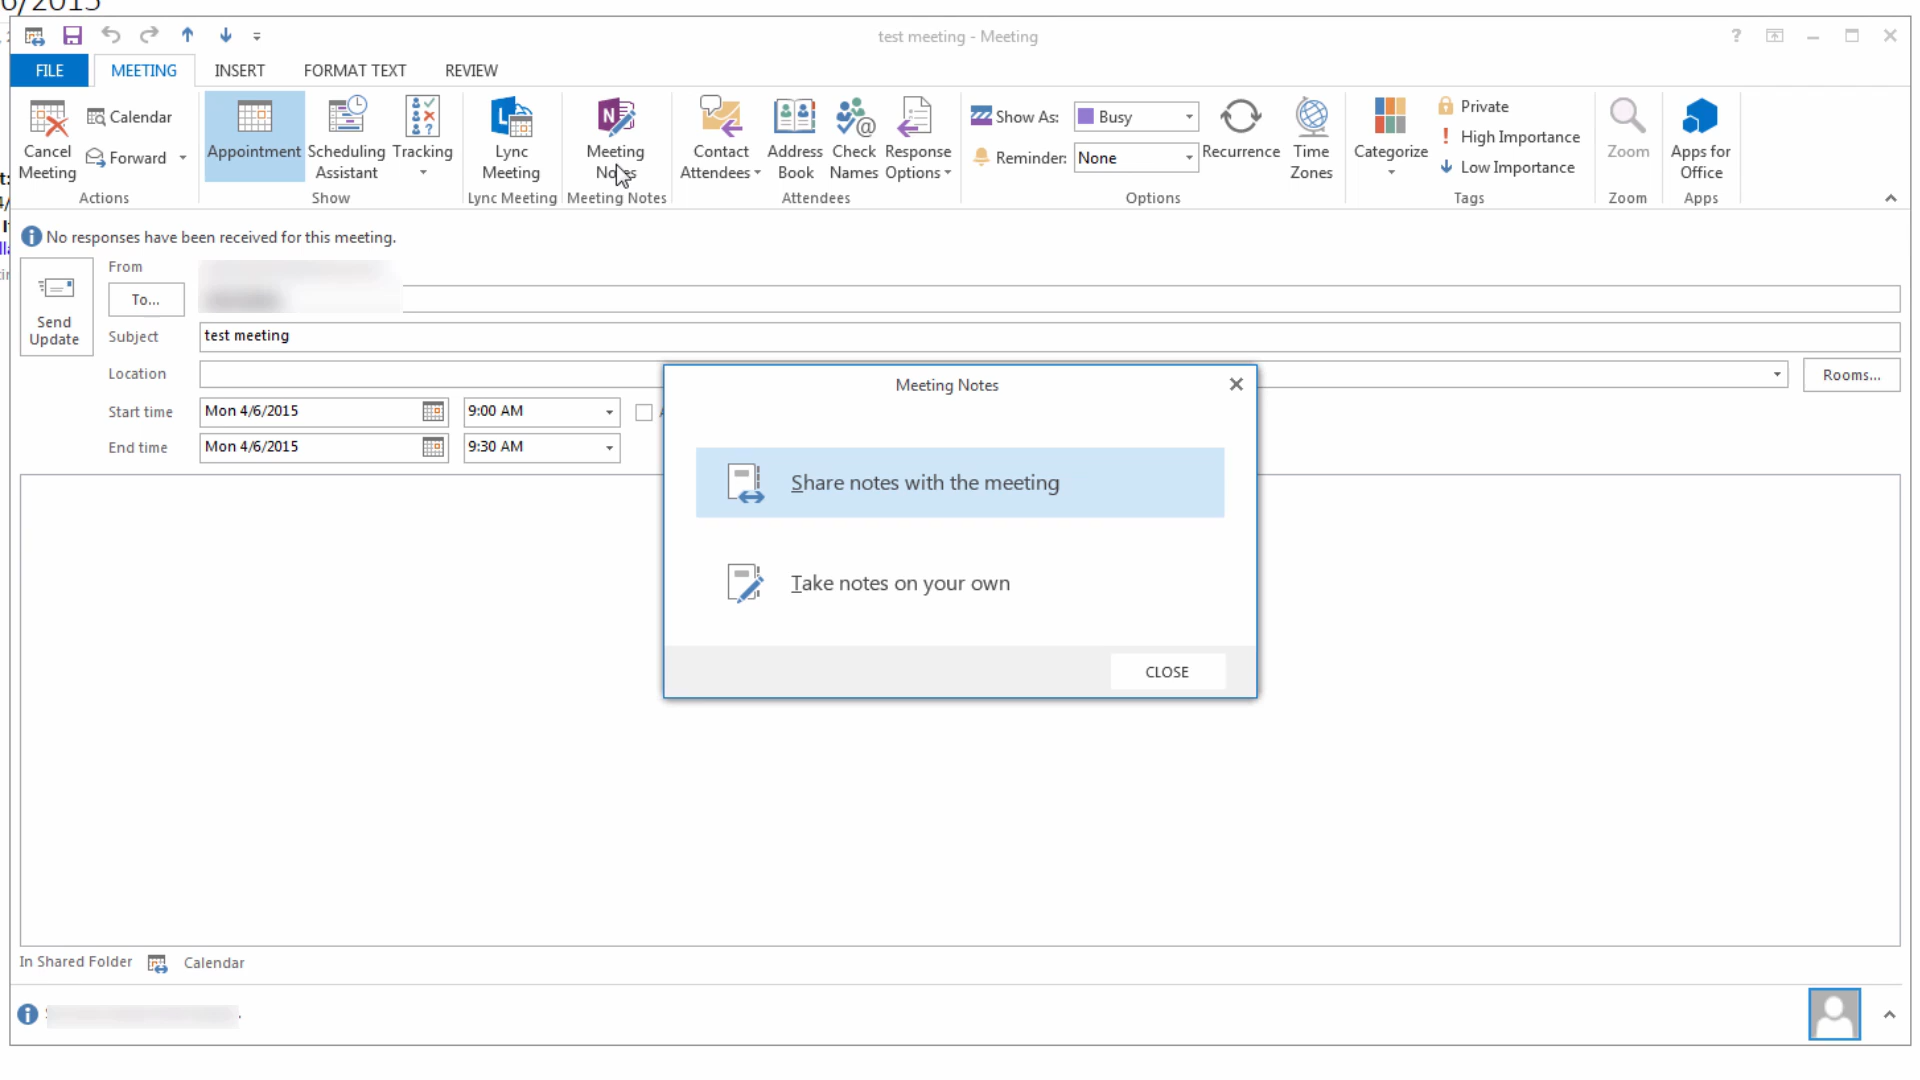 6/2015
test meeting - Meeting
?
FILE
MEETING
INSERT
FORMAT TEXT
REVIEW
Cancel
Meeting
Calendar
Forward
Actions
Appointment
Scheduling
Assistant
Tracking
Show
Lync
Meeting
Lync Meeting
Meeting
Notes
Meeting Notes
Contact
Attendees
Address
Book
Check
Names
Response
Options
Attendees
Show As:
Busy
Reminder:
None
Recurrence
Time
Zones
Options
Categorize
Private
High Importance
Low Importance
Tags
Zoom
Zoom
Apps for
Office
Apps
No responses have been received for this meeting.
Send
Update
From
To...
Subject
test meeting
Location
Rooms...
Start time
Mon 4/6/2015
9:00 AM
End time
Mon 4/6/2015
9:30 AM
Meeting Notes
Share notes with the meeting
Take notes on your own
CLOSE
In Shared Folder
Calendar